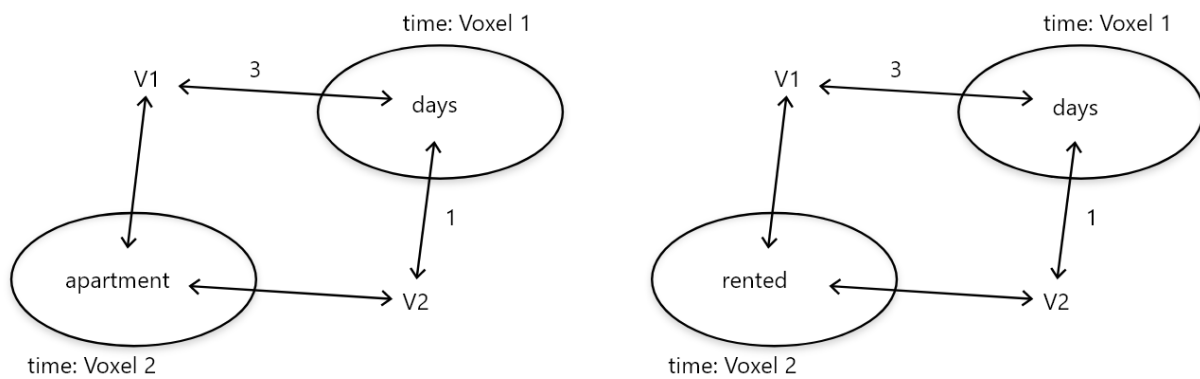 time: Voxel 1
V1
3
days
1
apartment
V2
time: Voxel 2
time: Voxel 1
V1
3
days
1
rented
V2
time: Voxel 2